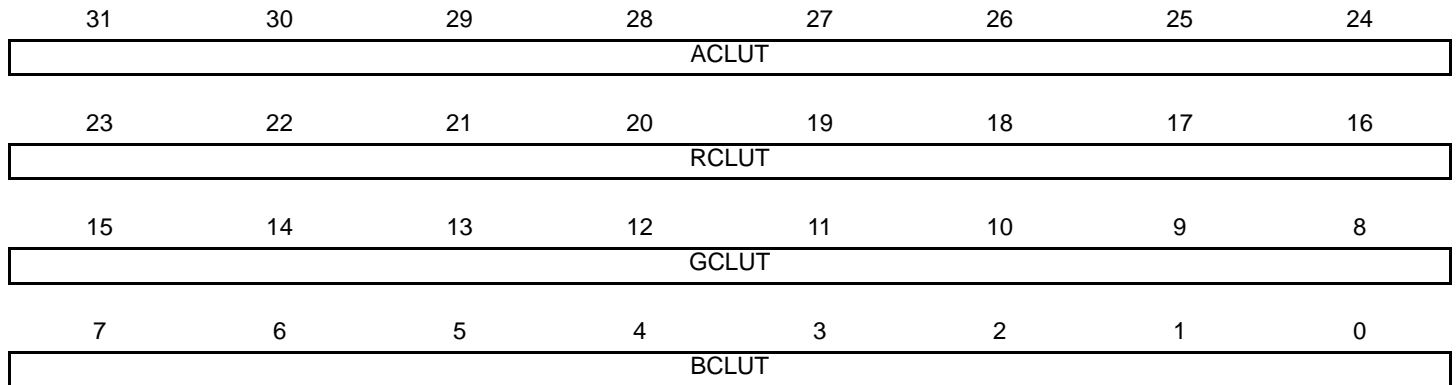 31 30 29 28 27 26 25 24
ACLUT
23 22 21 20 19 18 17 16
RCLUT
15 14 13 12 11 10 9 8
GCLUT
7 6 5 4 3 2 1 0
BCLUT